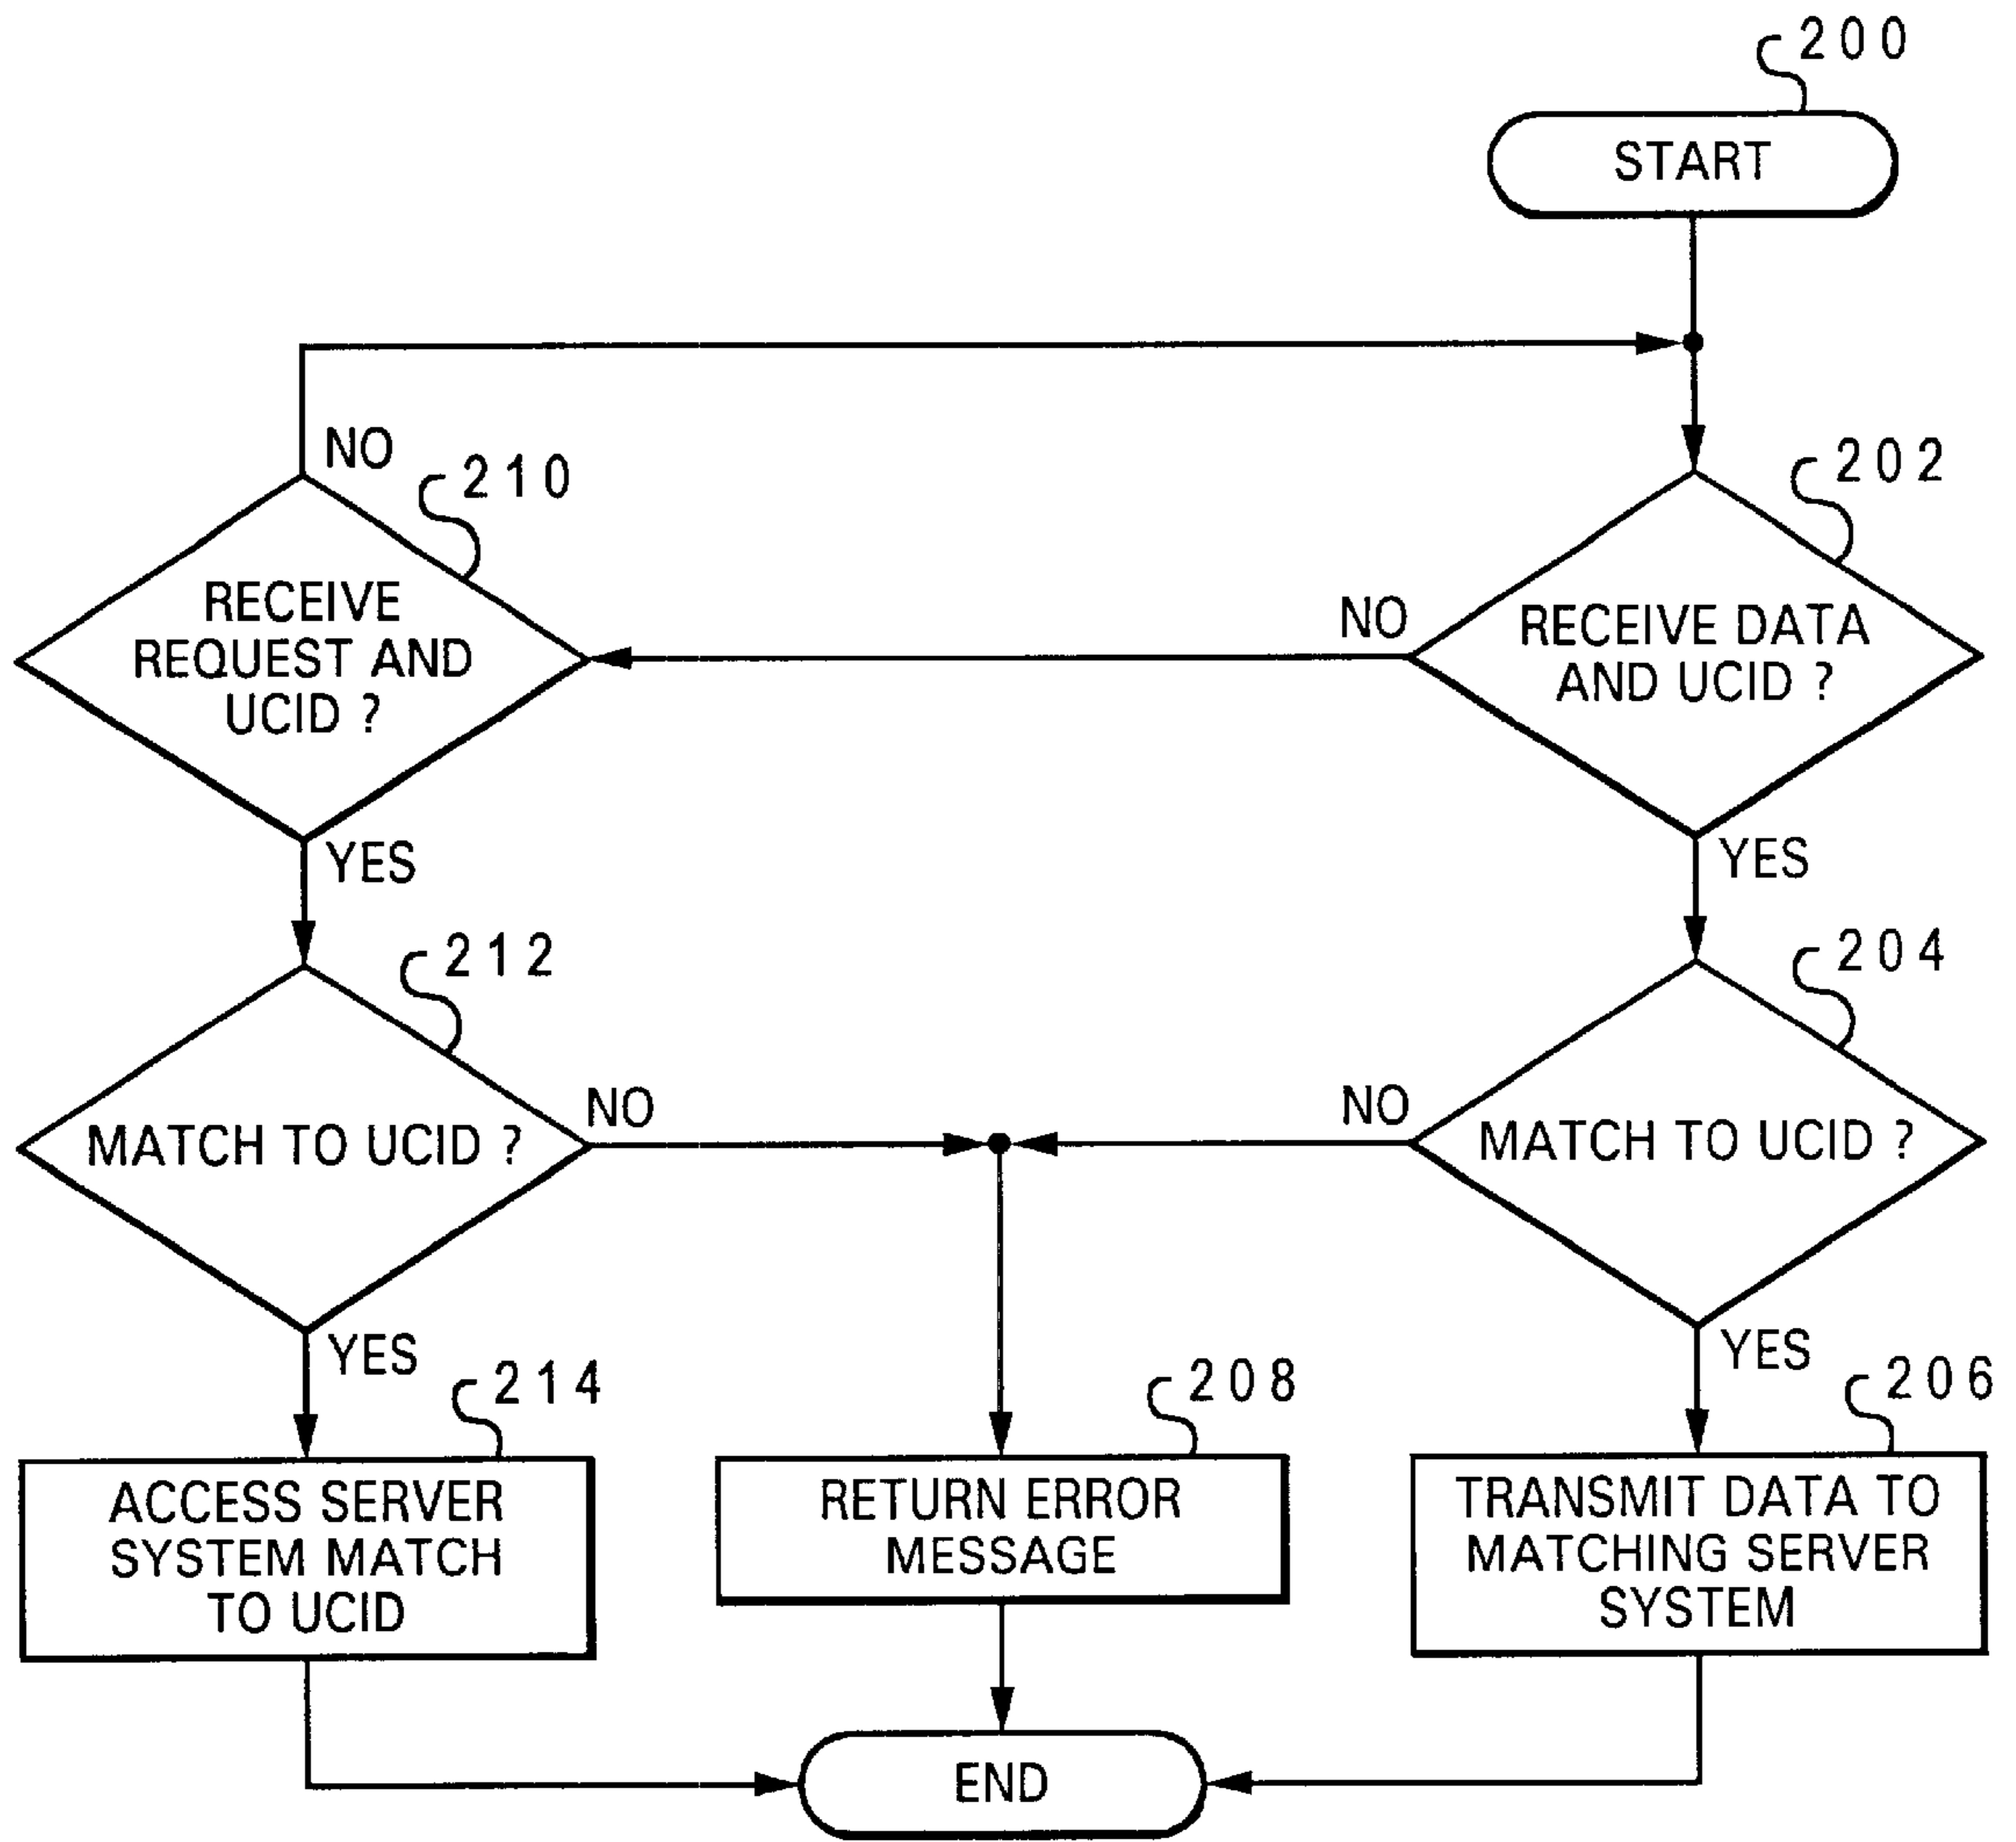 200
START
NO
210
202
RECEIVE
REQUEST AND
UCID ?
NO
RECEIVE DATA
AND UCID ?
YES
YES
212
204
MATCH TO UCID ?
NO
NO
MATCH TO UCID ?
YES
YES
214
208
206
ACCESS SERVER
SYSTEM MATCH
TO UCID
RETURN ERROR
MESSAGE
TRANSMIT DATA TO
MATCHING SERVER
SYSTEM
END